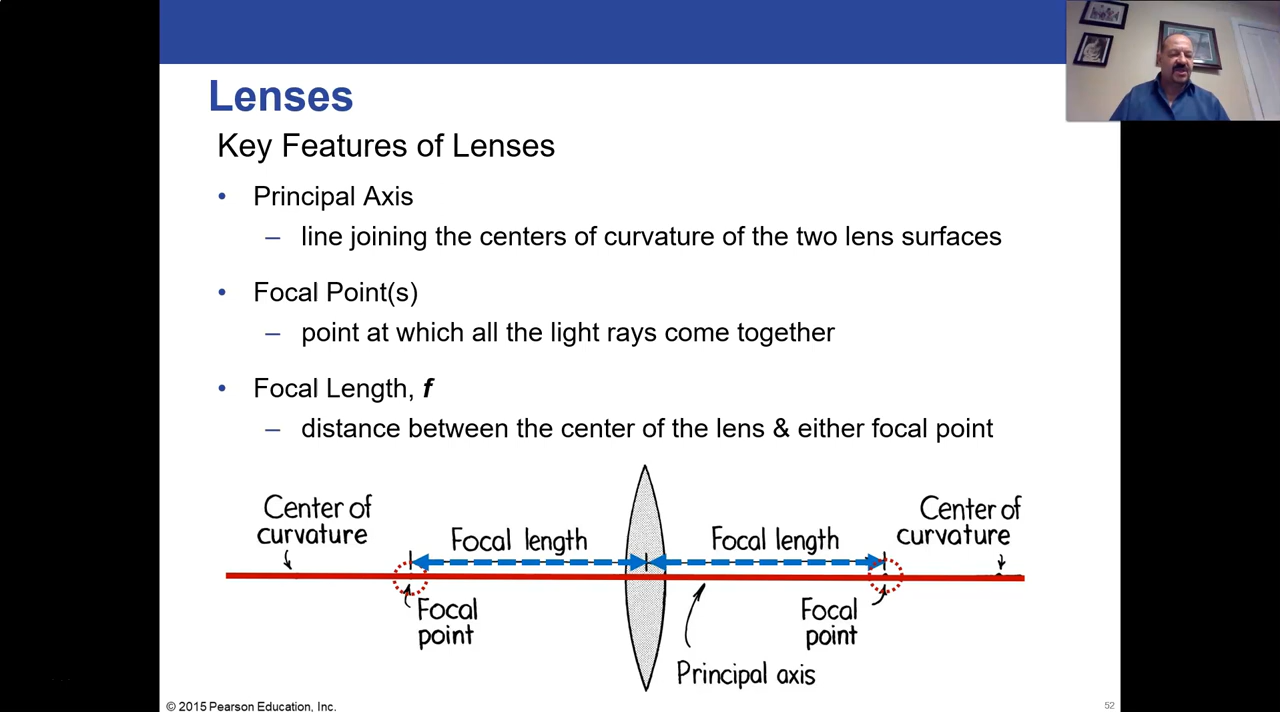 Lenses
Key Features of Lenses
• Principal Axis
– line joining the centers of curvature of the two lens surfaces
• Focal Point(s)
– point at which all the light rays come together
• Focal Length, f
– distance between the center of the lens & either focal point
Center of
curvature
Focal length
Focal length
Center of
curvature
Focal
point
Focal
point
Principal axis
© 2015 Pearson Education, Inc.
52